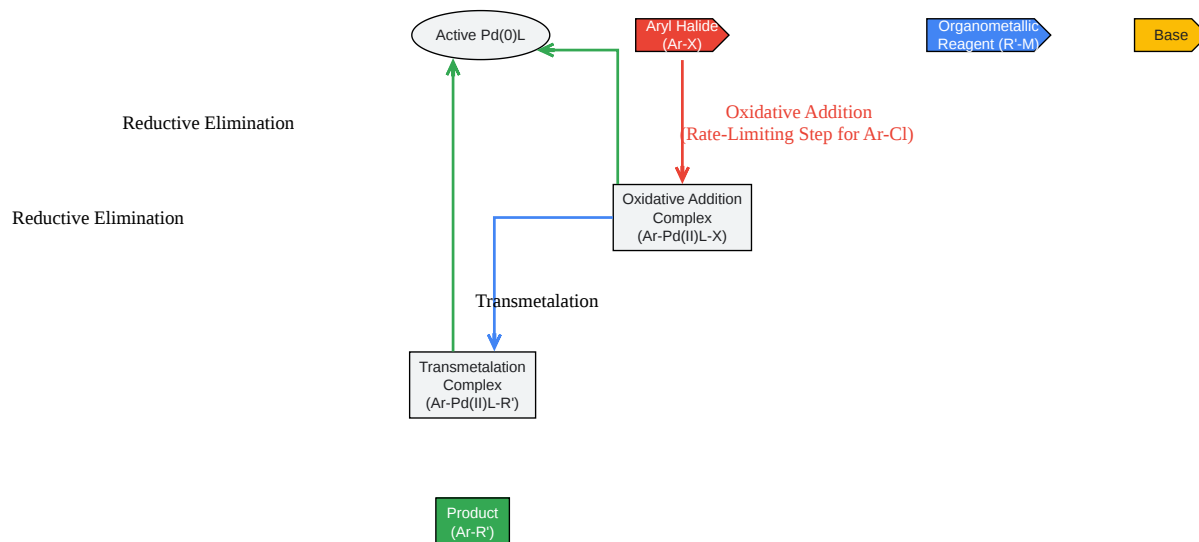 Active Pd(0)L
Aryl Halide
(Ar-X)
Organometallic
Reagent (R'-M)
Base
Oxidative Addition
(Rate-Limiting Step for Ar-Cl)
Reductive Elimination
Oxidative Addition
Complex
(Ar-Pd(II)L-X)
Reductive Elimination
Transmetalation
Transmetalation
Complex
(Ar-Pd(II)L-R')
Product
(Ar-R')